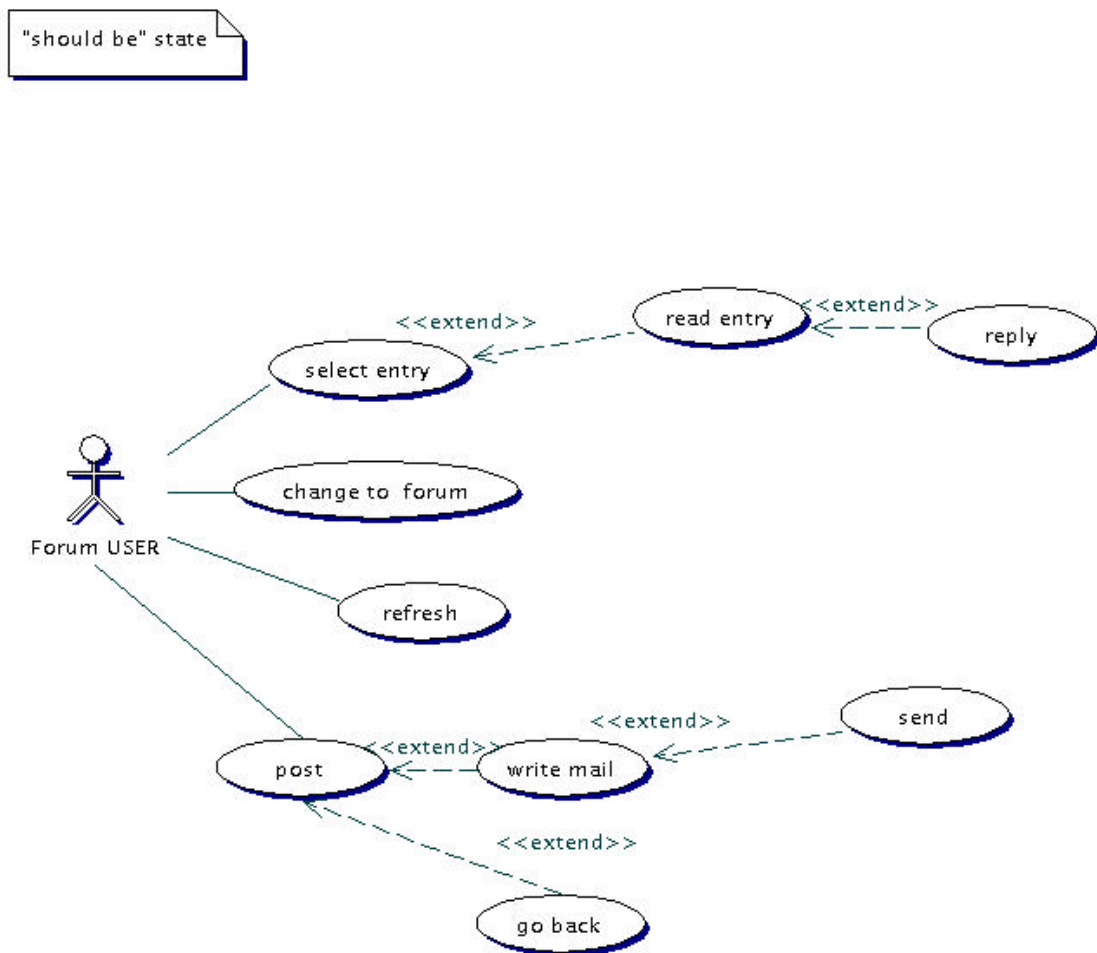 "should be" state
<<extend>>
read entry
<<extend>>
reply
<<extend>>
select entry
change to  forum
Forum USER
refresh
<<extend>>
send
<<extend>>
post
write mail
<<extend>>
go back